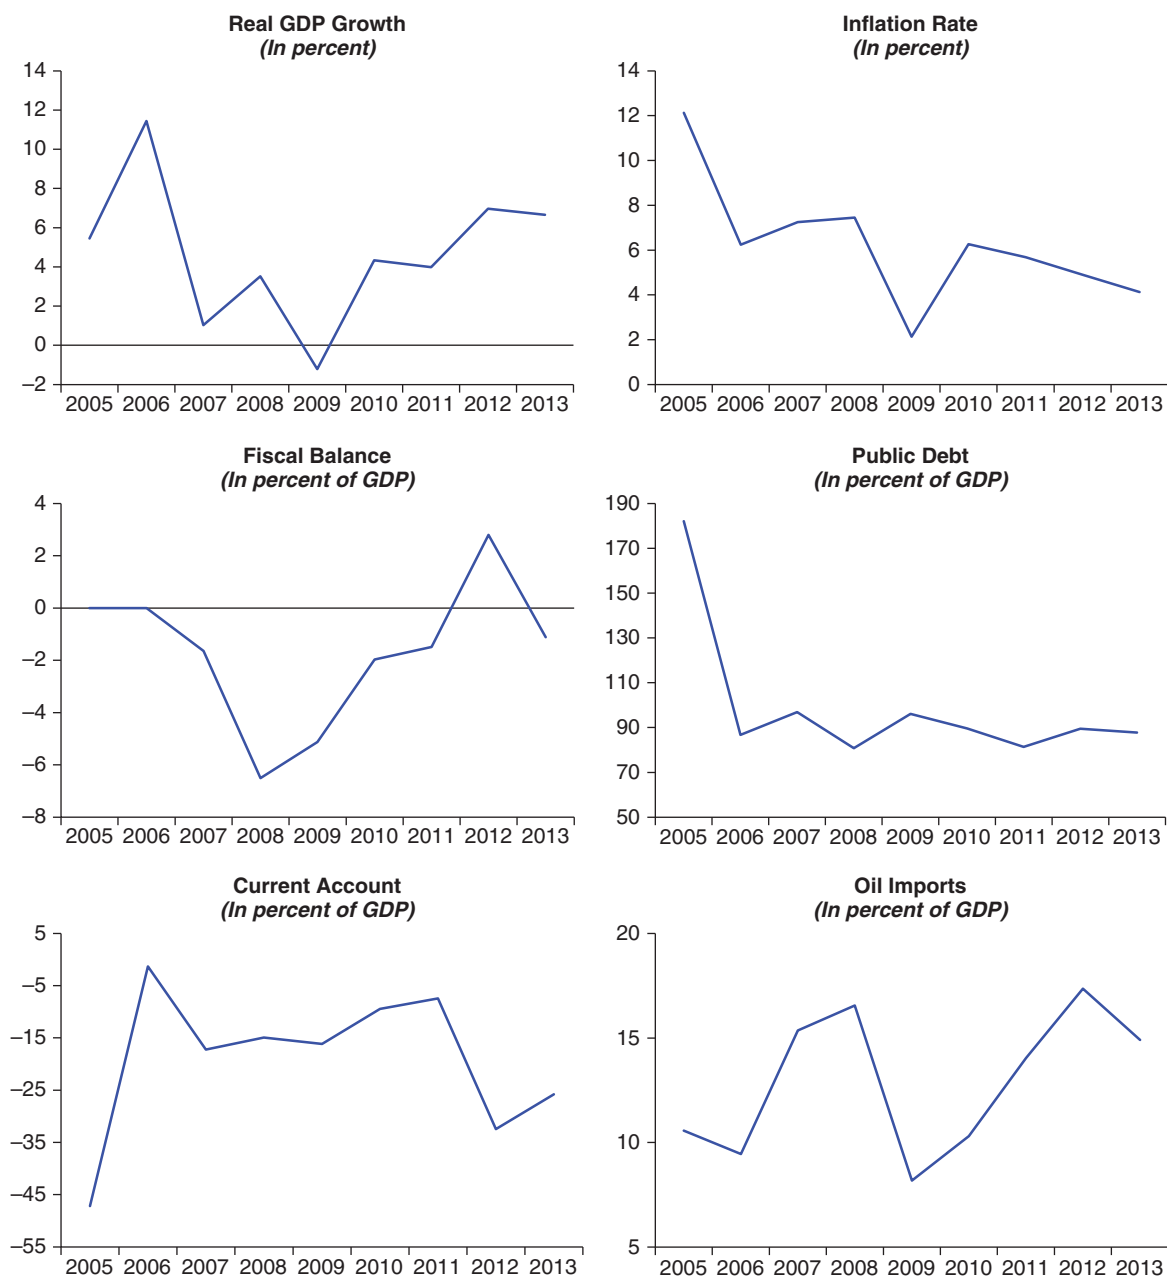 Real GDP Growth
(In percent)
14
12
10
8
6
4
2
0
–2
2005 2006 2007 2008 2009 2010 2011 2012 2013
Inflation Rate
(In percent)
14
12
10
8
6
4
2
0
2005 2006 2007 2008 2009 2010 2011 2012 2013
Fiscal Balance
(In percent of GDP)
4
2
0
–2
–4
–6
–8
2005 2006 2007 2008 2009 2010 2011 2012 2013
Public Debt
(In percent of GDP)
190
170
150
130
110
90
70
50
2005 2006 2007 2008 2009 2010 2011 2012 2013
Current Account
(In percent of GDP)
5
–5
–15
–25
–35
–45
–55
2005 2006 2007 2008 2009 2010 2011 2012 2013
Oil Imports
(In percent of GDP)
20
15
10
5
2005 2006 2007 2008 2009 2010 2011 2012 2013